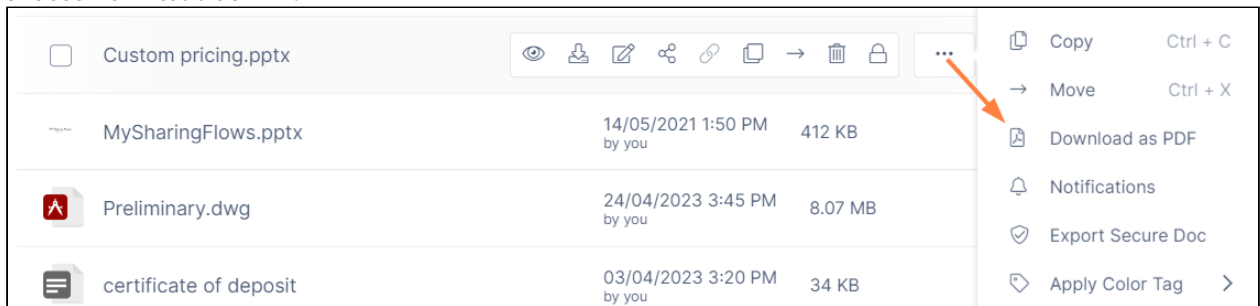 Custom pricing.pptx
MySharingFlows.pptx
14/05/2021 1:50 PM
by you
412 KB
Preliminary.dwg
24/04/2023 3:45 PM
by you
8.07 MB
certificate of deposit
03/04/2023 3:20 PM
by you
34 KB
Copy Ctrl + C
Move Ctrl + X
Download as PDF
Notifications
Export Secure Doc
Apply Color Tag